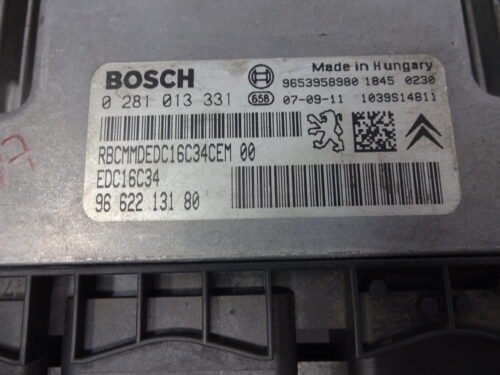 Made in Hungary
BOSCH 9653958980 1845 0230
0 281 013 331 658 07-09-11 1039S14811
RBCMMDEDC16C34CEM 00
EDC16C34
96 622 131 80